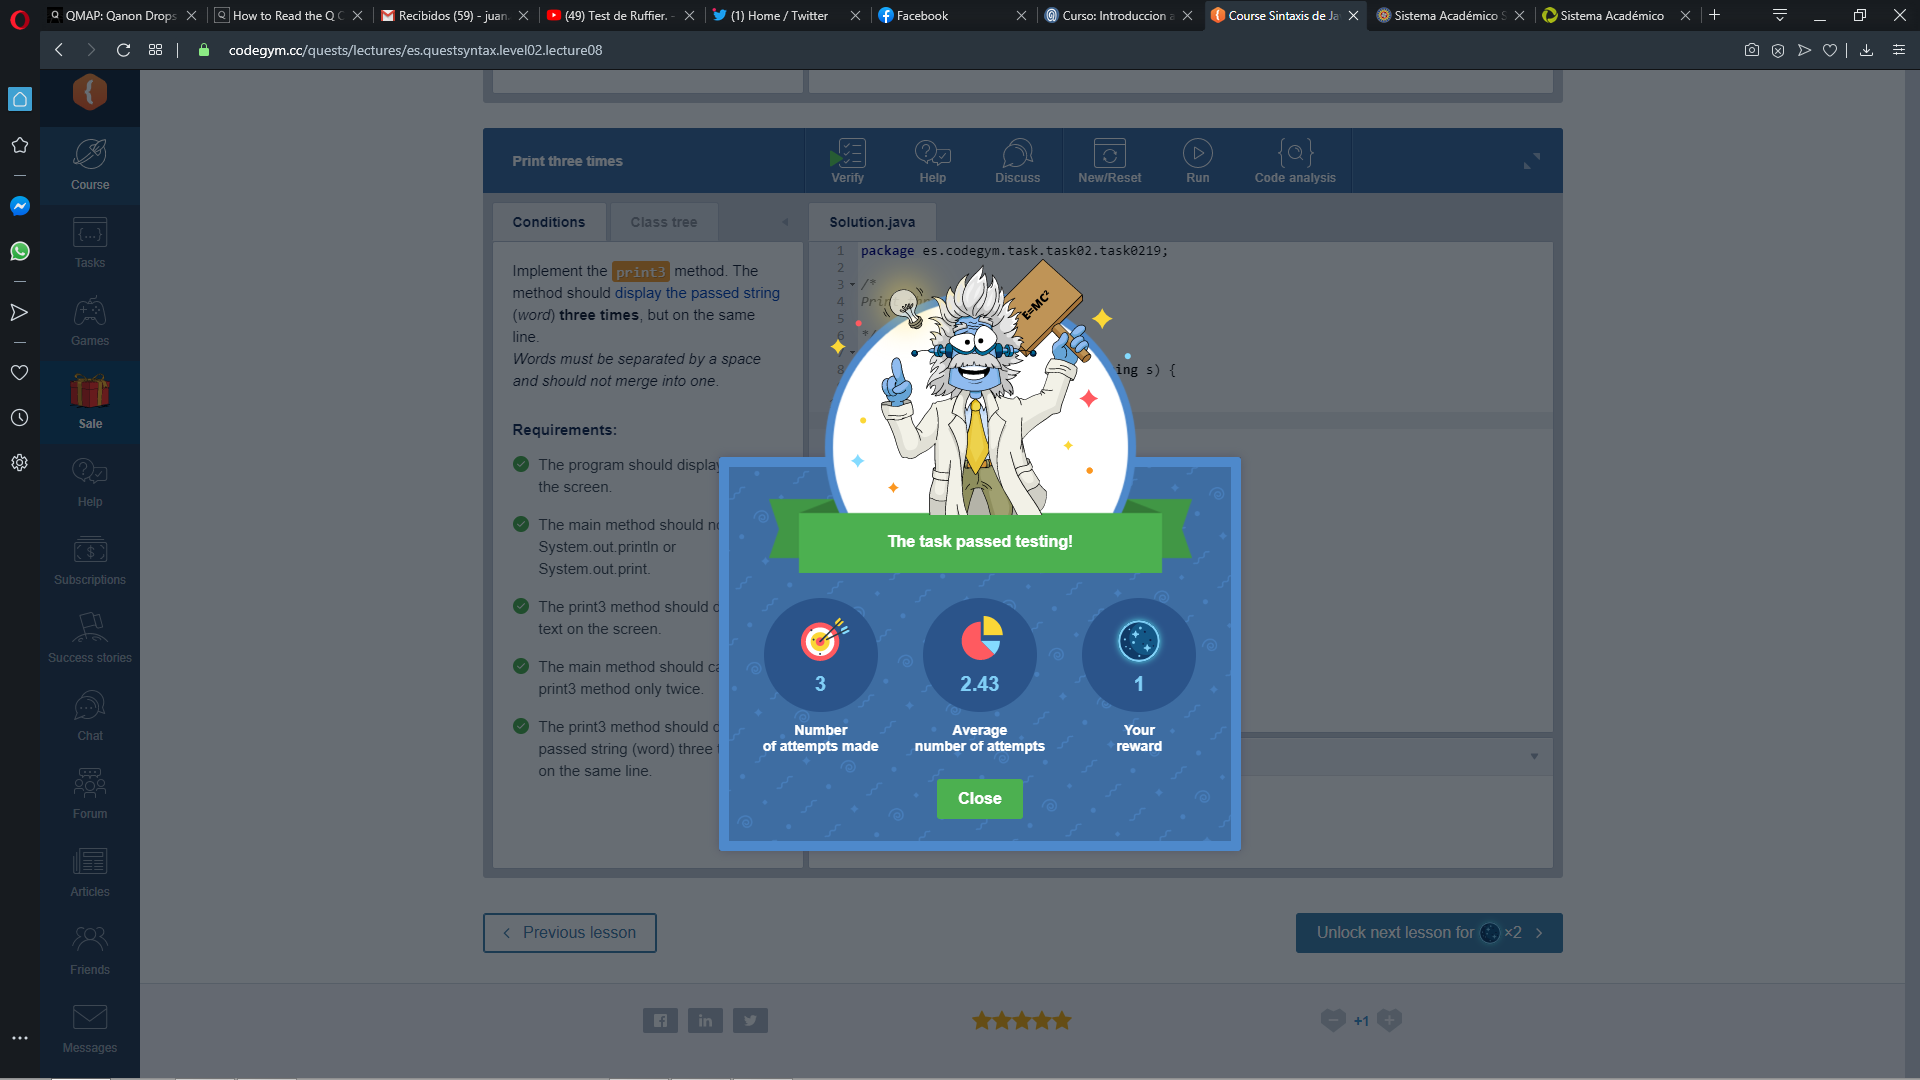 QMAP: Qanon Drops
How to Read the Q C
Recibidos (59) - juan.
(49) Test de Ruffier. -
(1) Home / Twitter
Facebook
Curso: Introduccion a
Course Sintaxis de Ja
Sistema Académico S
Sistema Académico
codegym.cc/quests/lectures/es.questsyntax.level02.lecture08
Course
Tasks
Games
Sale
Help
Subscriptions
Success stories
Chat
Forum
Articles
Friends
Messages
Print three times
Verify
Help
Discuss
New/Reset
Run
Code analysis
Conditions
Class tree
Solution.java
Implement the print3 method. The
method should display the passed string
(word) three times, but on the same
line.
Words must be separated by a space
and should not merge into one.
Requirements:
The program should display
the screen.
The main method should n
System.out.println or
System.out.print.
The print3 method should d
text on the screen.
The main method should ca
print3 method only twice.
The print3 method should d
passed string (word) three t
on the same line.
1 package es.codegym.task.task02.task0219;
2
3 /*
4 Pri
5
6 */
8 ing s) {
E=MC²
The task passed testing!
3
Number
of attempts made
2.43
Average
number of attempts
1
Your
reward
Close
Previous lesson
Unlock next lesson for ×2
+1